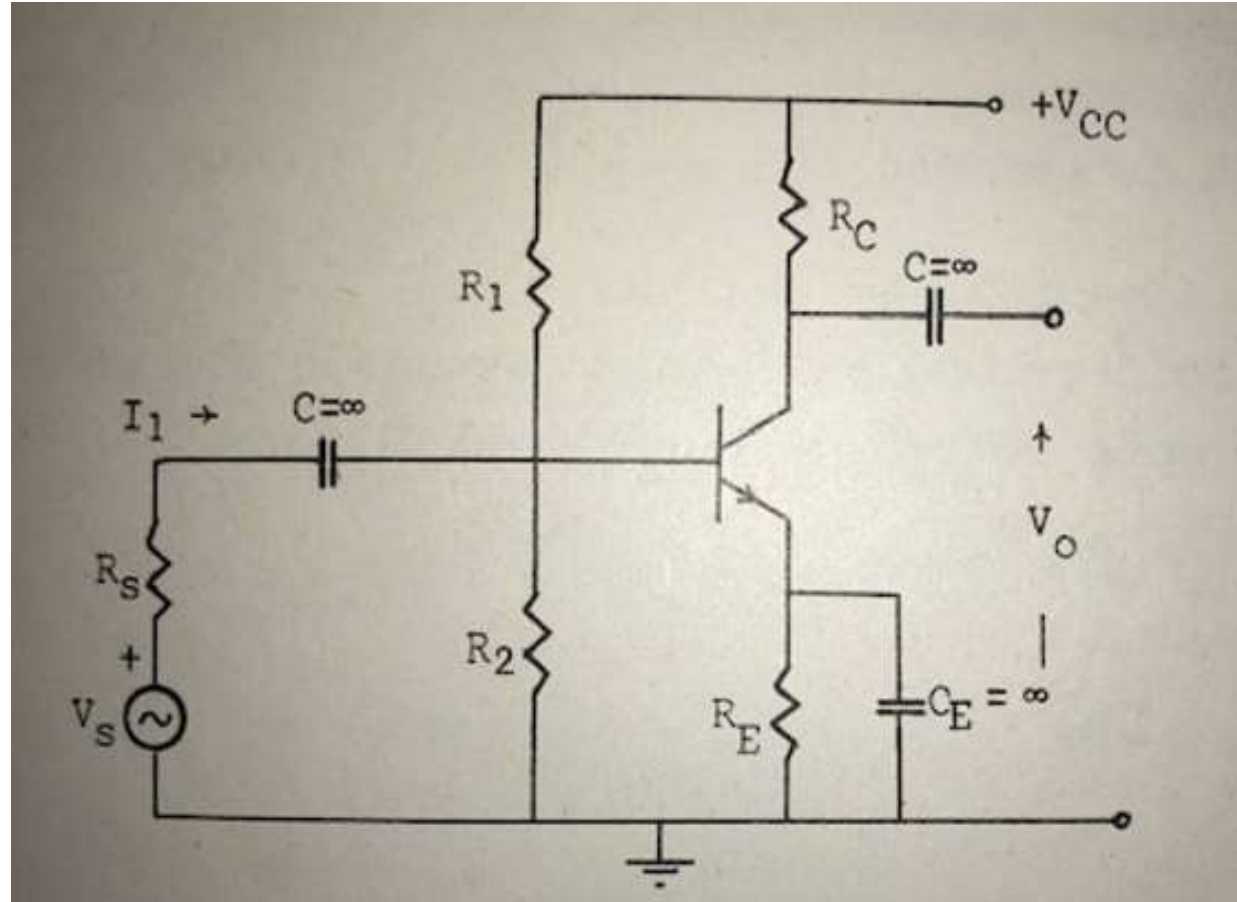 +VCC
RC
C=∞
R1
I1 → C=∞
↑
VO
RS
R2
+
VS
RE
CE = ∞
—